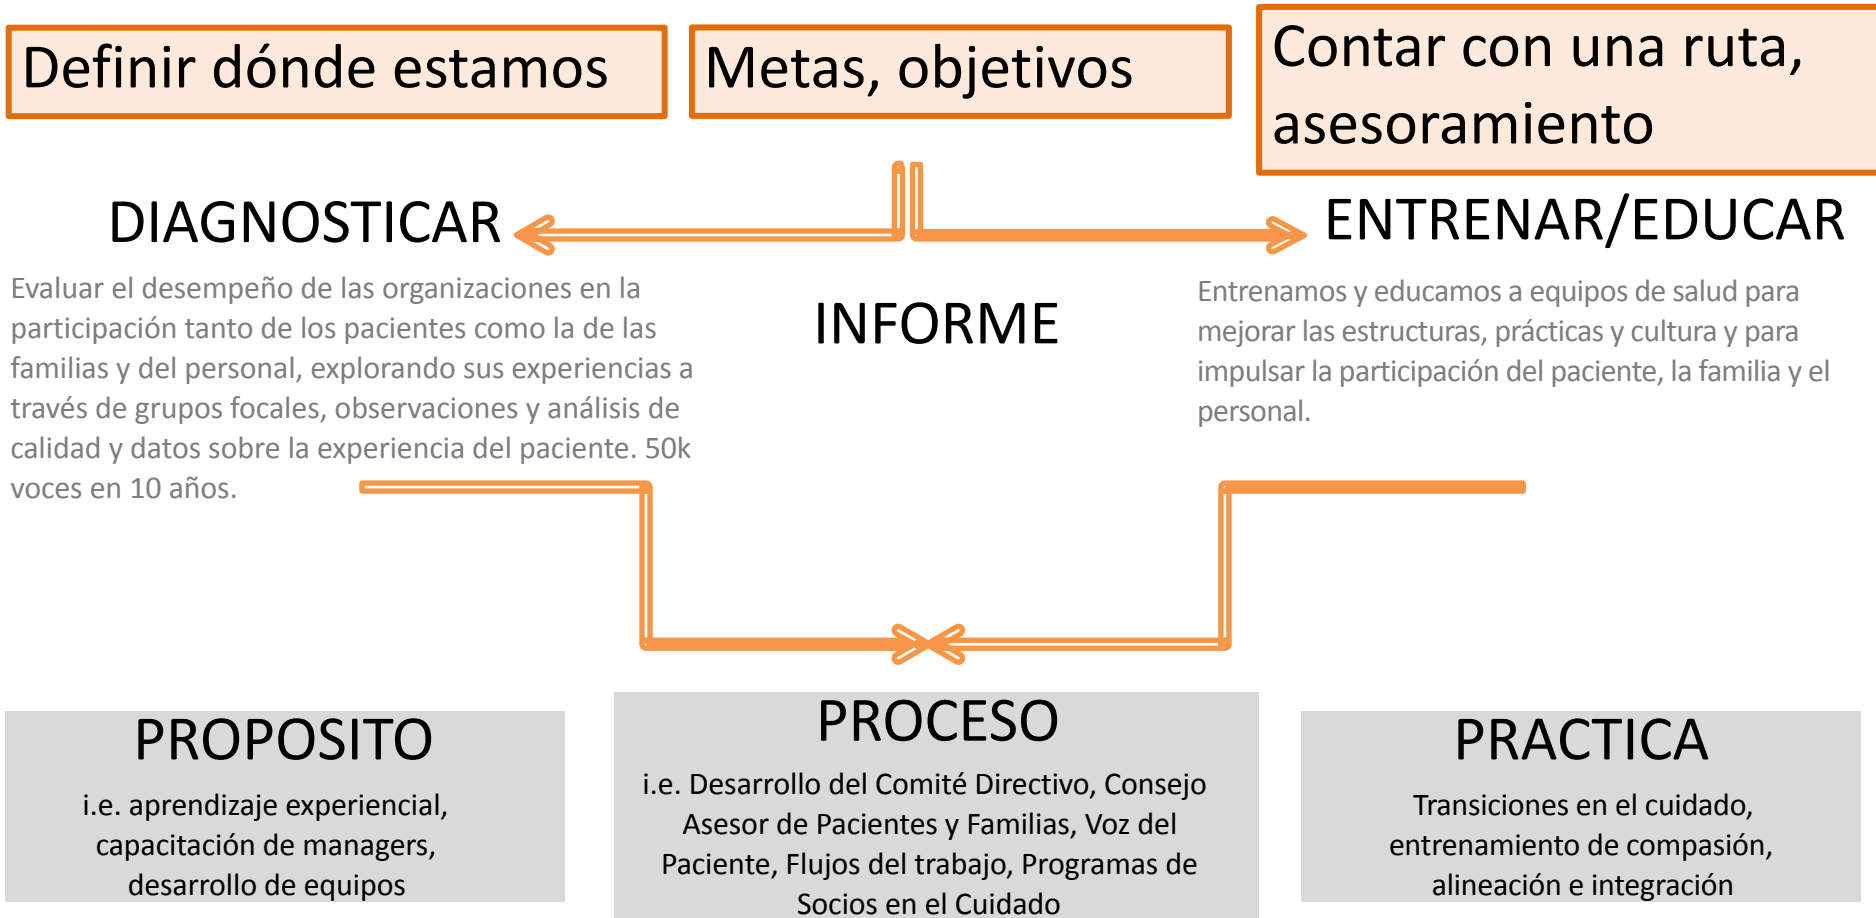 Definir dónde estamos
Metas, objetivos
Contar con una ruta,
asesoramiento
DIAGNOSTICAR
Evaluar el desempeño de las organizaciones en la
participación tanto de los pacientes como la de las
familias y del personal, explorando sus experiencias a
través de grupos focales, observaciones y análisis de
calidad y datos sobre la experiencia del paciente. 50k
voces en 10 años.
INFORME
ENTRENAR/EDUCAR
Entrenamos y educamos a equipos de salud para
mejorar las estructuras, prácticas y cultura y para
impulsar la participación del paciente, la familia y el
personal.
PROPOSITO
i.e. aprendizaje experiencial,
capacitación de managers,
desarrollo de equipos
PROCESO
i.e. Desarrollo del Comité Directivo, Consejo
Asesor de Pacientes y Familias, Voz del
Paciente, Flujos del trabajo, Programas de
Socios en el Cuidado
PRACTICA
Transiciones en el cuidado,
entrenamiento de compasión,
alineación e integración